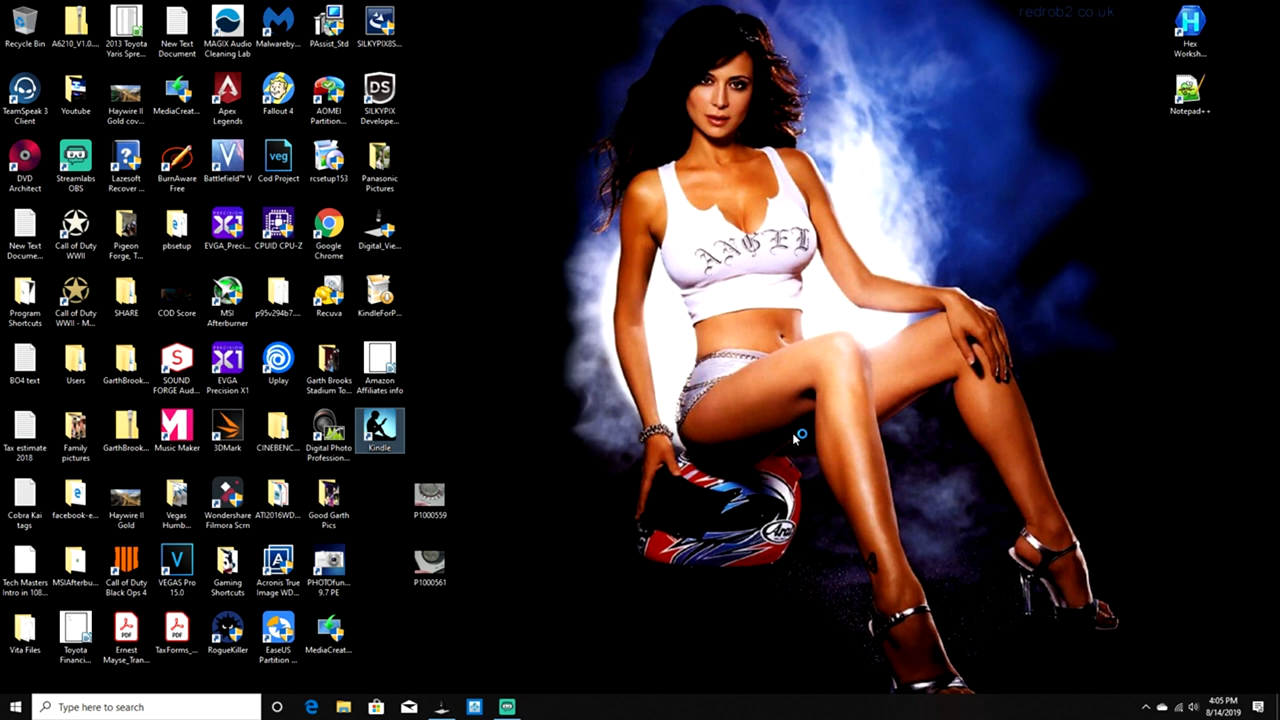 redrob2 co uk
Recycle Bin
A6210_V1.0....
2013 Toyota
Yaris Spre...
New Text
Document
MAGIX Audio
Cleaning Lab
Malwareby...
PAssist_Std
SILKYPIX8S...
Hex
Worksh...
TeamSpeak 3
Client
Youtube
Haywire II
Gold cov...
MediaCreat...
Apex
Legends
Fallout 4
AOMEI
Partition...
DS
SILKYPIX
Develope...
Notepad++
DVD
Architect
Streamlabs
OBS
Lazesoft
Recover ...
BurnAware
Free
Battlefield™ V
veg
Cod Project
rcsetup153
Panasonic
Pictures
ANGEL
New Text
Docume...
Call of Duty
WWII
Pigeon
Forge, T...
pbsetup
X1
EVGA_Preci...
CPUID CPU-Z
Google
Chrome
Digital_Vie...
Program
Shortcuts
Call of Duty
WWII - M...
SHARE
COD Score
MSI
Afterburner
p95v294b7....
Recuva
KindleForP...
BO4 text
Users
GarthBrook...
SOUND
FORGE Aud...
X1
EVGA
Precision X1
Uplay
Garth Brooks
Stadium To...
Amazon
Affiliates info
Tax estimate
2018
Family
pictures
GarthBrook...
Music Maker
3DMark
CINEBENC...
Digital Photo
Profession...
Kindle
Cobra Kai
tags
facebook-e...
Haywire II
Gold
Vegas
Humb...
Wondershare
Filmora Scrn
ATI2016WD...
Good Garth
Pics
P1000559
Arai
Tech Masters
Intro in 108...
MSIAfterbu...
Call of Duty
Black Ops 4
VEGAS Pro
15.0
Gaming
Shortcuts
Acronis True
Image WD...
PHOTOfun...
9.7 PE
P1000561
Vita Files
Toyota
Financi...
PDF
Ernest
Mayse_Tran...
PDF
TaxForms_...
RogueKiller
EaseUS
Partition ...
MediaCreat...
Type here to search
4:05 PM
8/14/2019